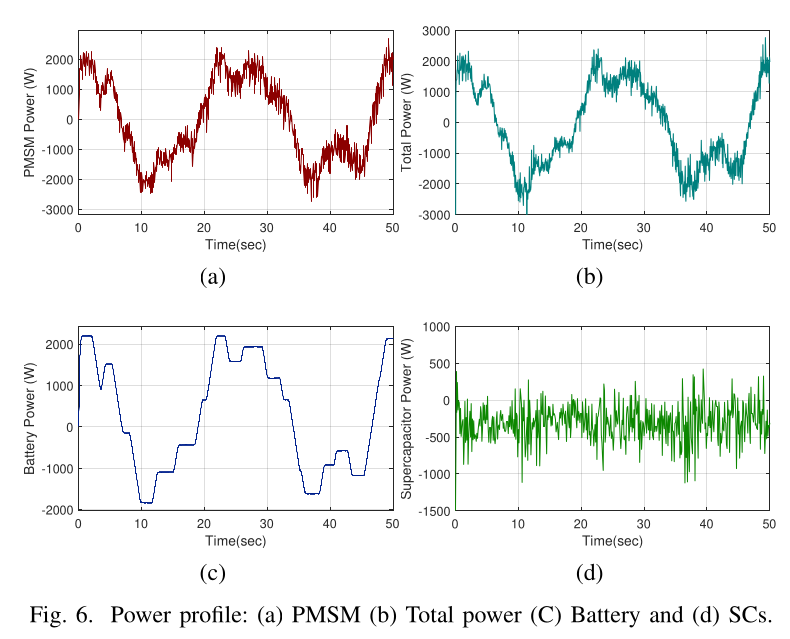 2000
1000
0
-1000
-2000
-3000
PMSM Power (W)
0 10 20 30 40 50
Time(sec)
(a)
3000
2000
1000
0
-1000
-2000
-3000
Total Power (W)
0 10 20 30 40 50
Time(sec)
(b)
2000
1000
0
-1000
-2000
Battery Power (W)
0 10 20 30 40 50
Time(sec)
(c)
1000
500
0
-500
-1000
-1500
Supercapacitor Power (W)
0 10 20 30 40 50
Time(sec)
(d)
Fig. 6. Power profile: (a) PMSM (b) Total power (C) Battery and (d) SCs.